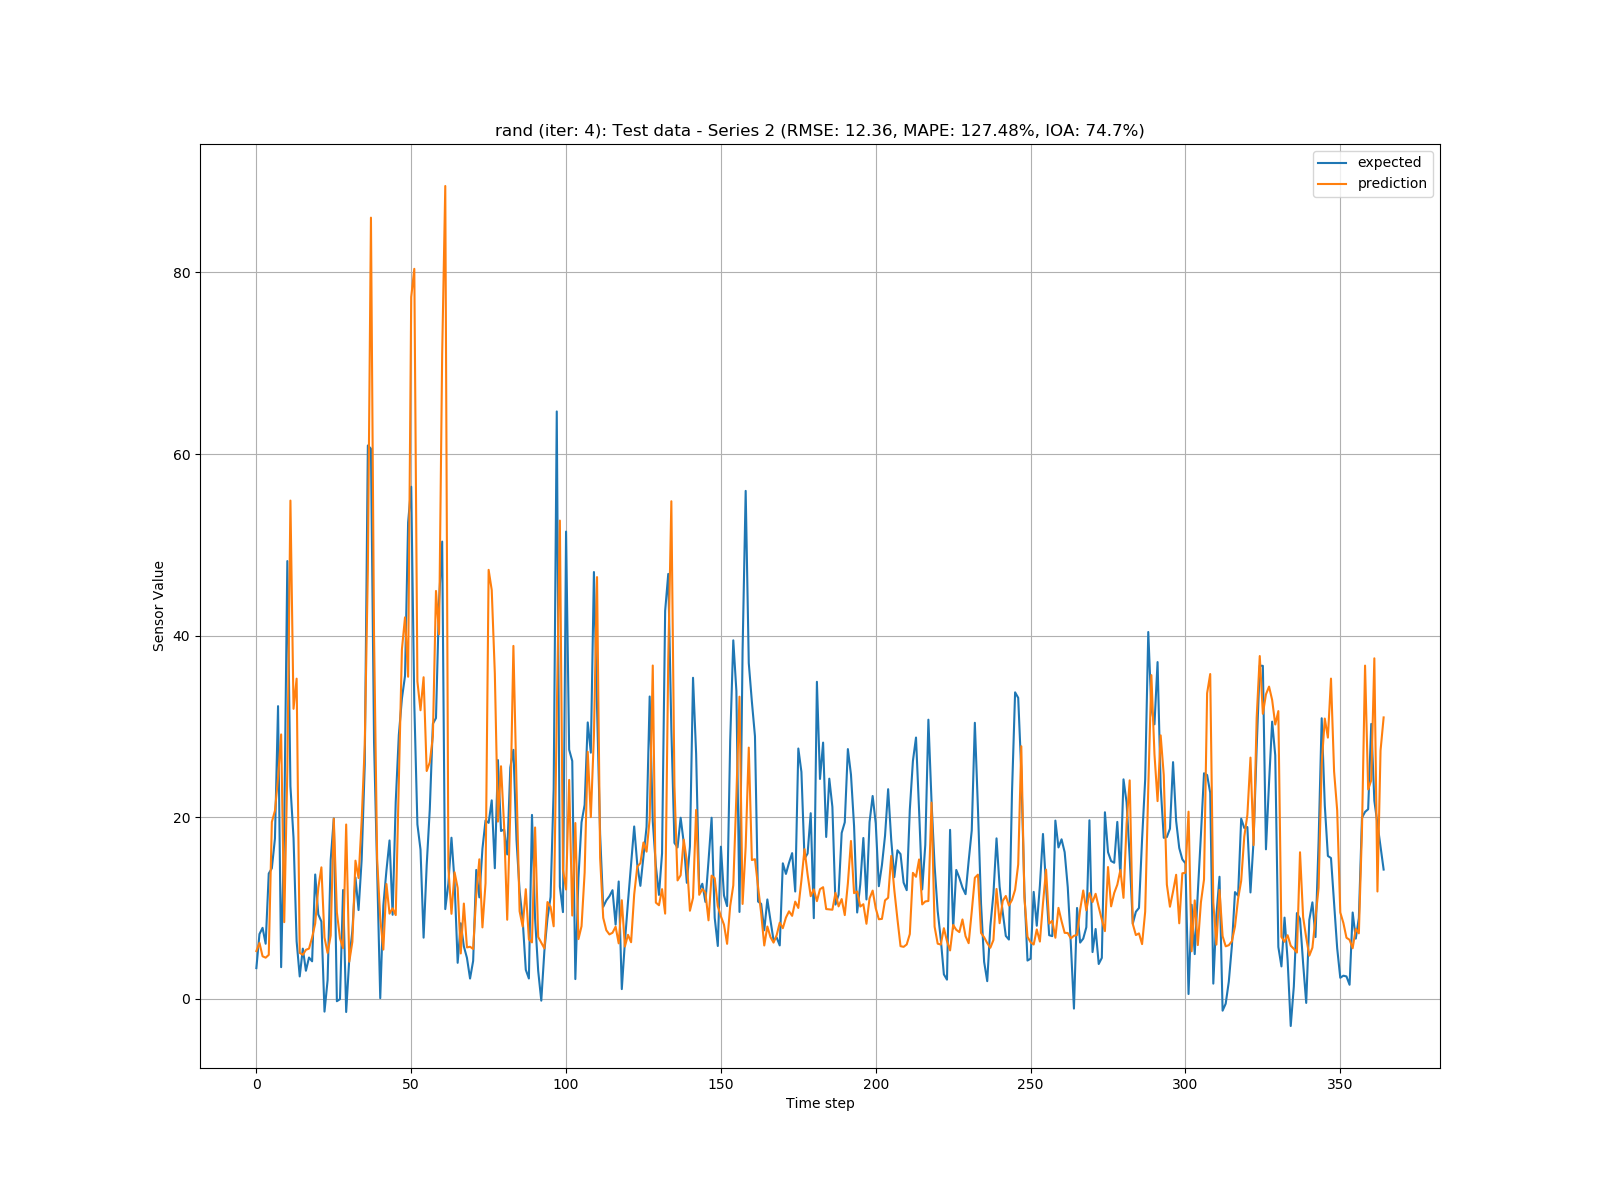 rand (iter: 4): Test data - Series 2 (RMSE: 12.36, MAPE: 127.48%, IOA: 74.7%)
expected
prediction
80
60
40
20
0
Sensor Value
0 50 100 150 200 250 300 350
Time step